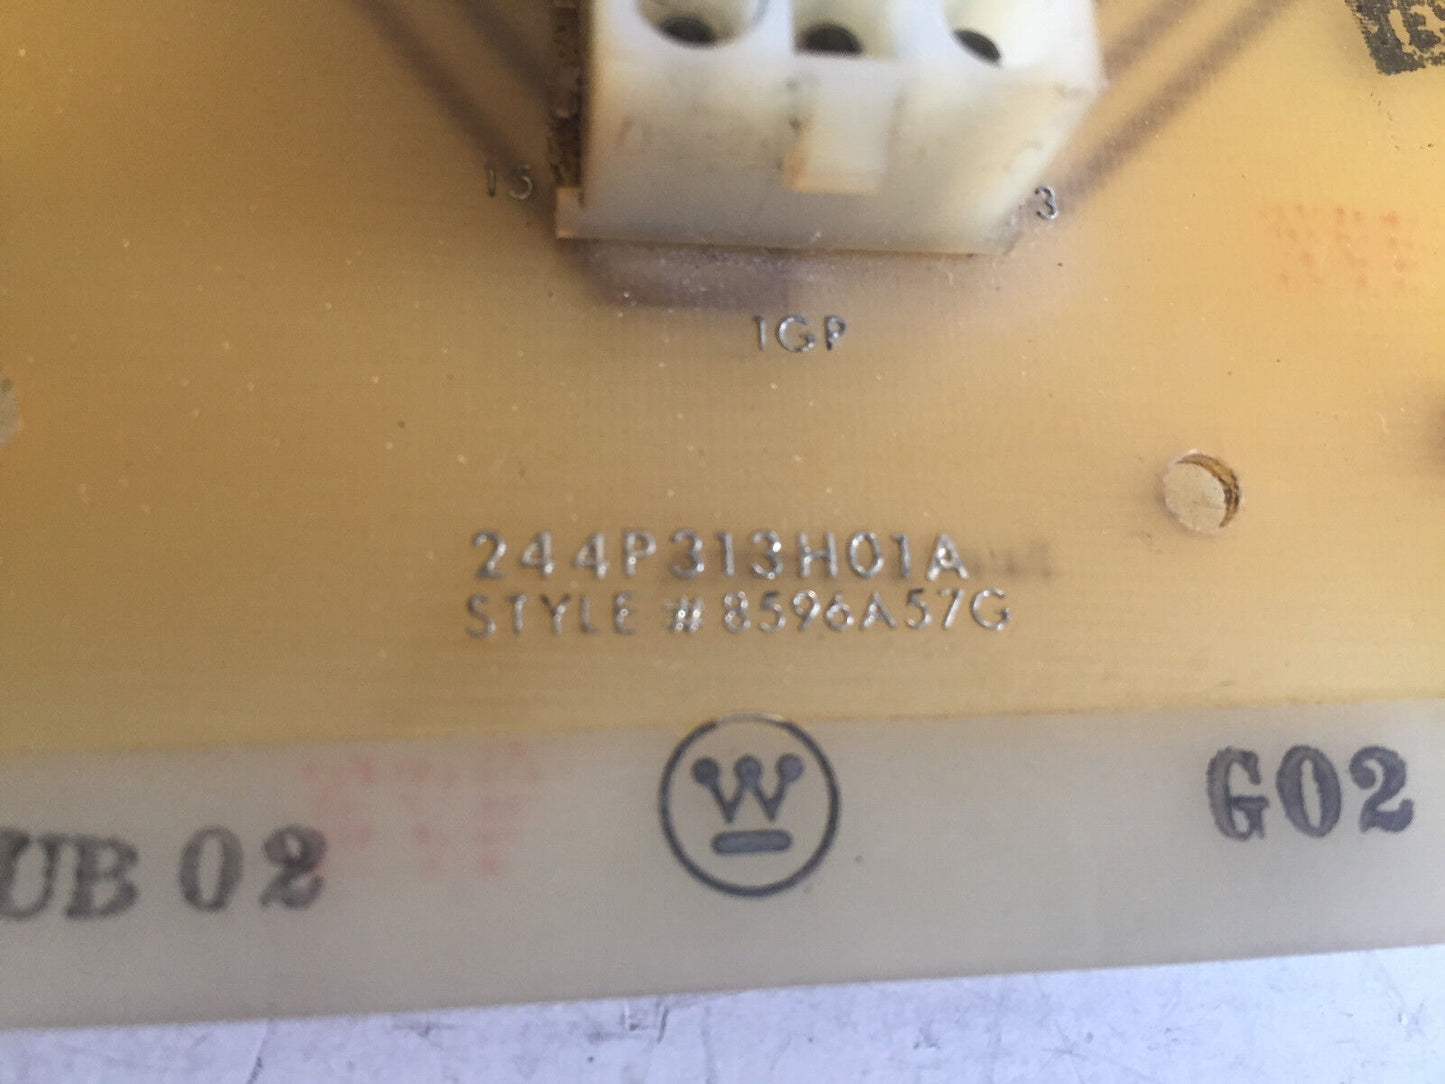 15
3
1GP
244P313H01A
STYLE # 8596A57G
W
G02
UB 02